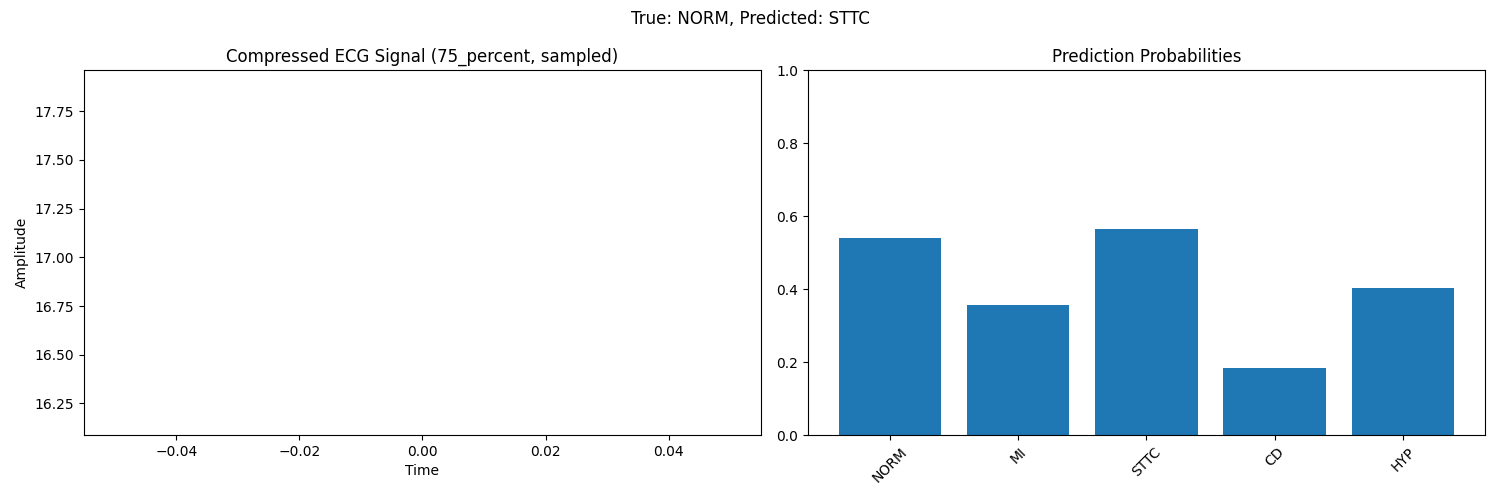 True: NORM, Predicted: STTC
Compressed ECG Signal (75_percent, sampled)
17.75
17.50
17.25
17.00
16.75
16.50
16.25
Amplitude
−0.04
−0.02
0.00
0.02
0.04
Time
Prediction Probabilities
1.0
0.8
0.6
0.4
0.2
0.0
NORM
MI
STTC
CD
HYP